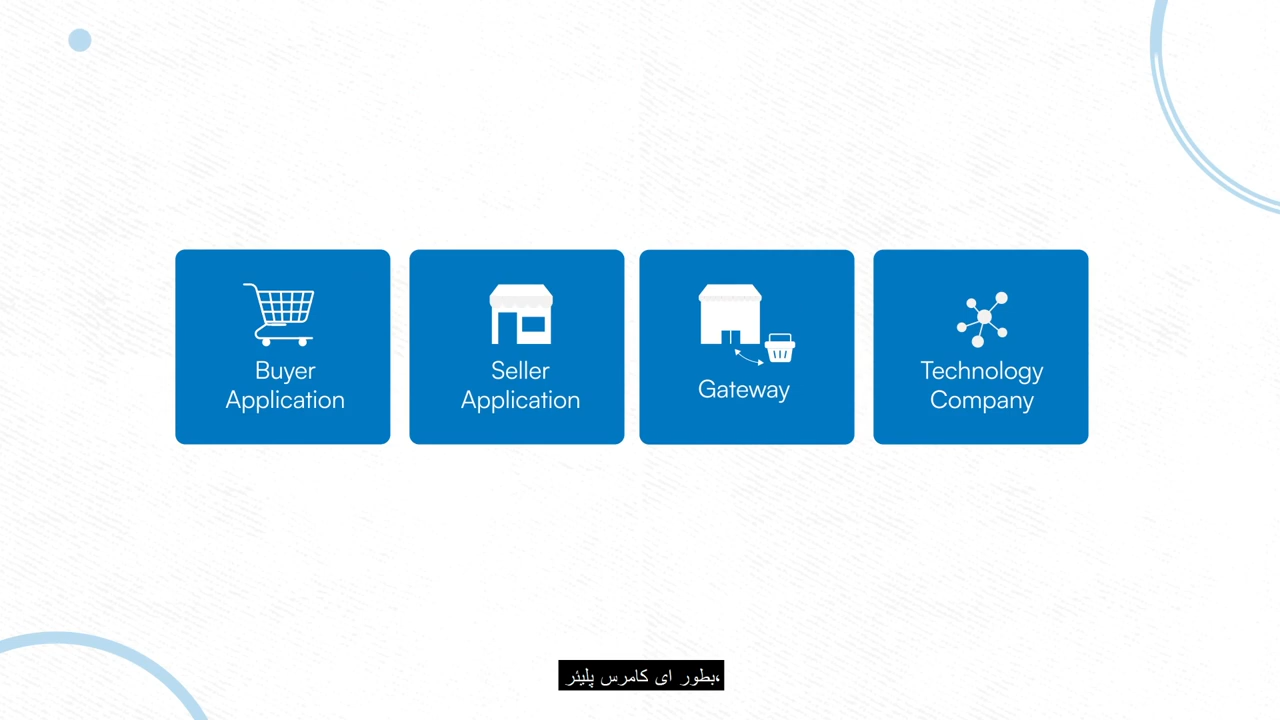 Buyer
Application
Seller
Application
Gateway
Technology
Company
بطور ای کامرس پلیئر،